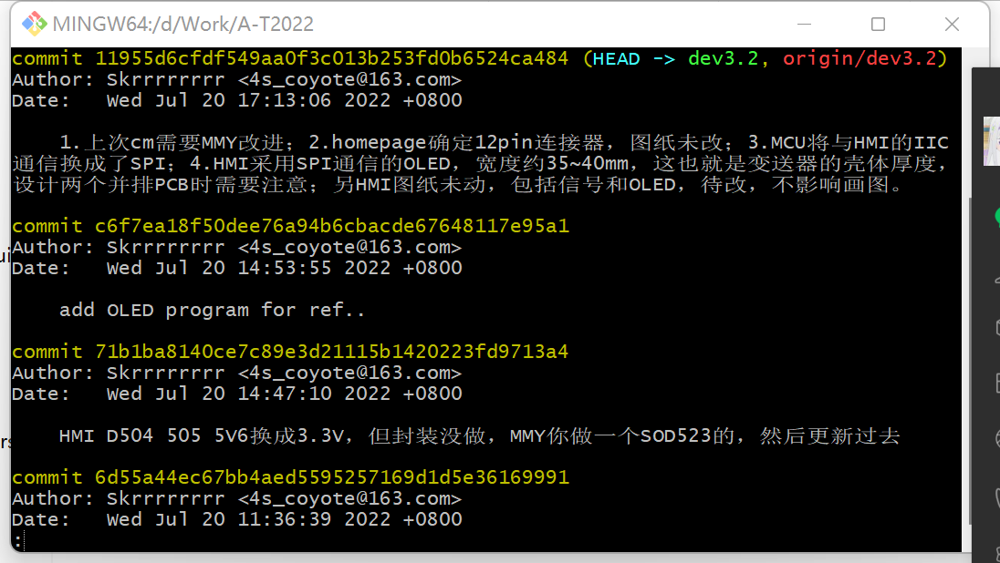 MINGW64:/d/Work/A-T2022
commit 11955d6cfdf549aa0f3c013b253fd0b6524ca484 (HEAD -> dev3.2, origin/dev3.2)
Author: Skrrrrrrrr <4s_coyote@163.com>
Date:   Wed Jul 20 17:13:06 2022 +0800
1.上次cm需要MMY改进；2.homepage确定12pin连接器，图纸未改；3.MCU将与HMI的IIC
通信换成了SPI；4.HMI采用SPI通信的OLED，宽度约35~40mm，这也就是变送器的壳体厚度，
设计两个并排PCB时需要注意；另HMI图纸未动，包括信号和OLED，待改，不影响画图。
commit c6f7ea18f50dee76a94b6cbacde67648117e95a1
Author: Skrrrrrrrr <4s_coyote@163.com>
Date:   Wed Jul 20 14:53:55 2022 +0800
add OLED program for ref..
commit 71b1ba8140ce7c89e3d21115b1420223fd9713a4
Author: Skrrrrrrrr <4s_coyote@163.com>
Date:   Wed Jul 20 14:47:10 2022 +0800
HMI D504 505 5V6换成3.3V，但封装没做，MMY你做一个SOD523的，然后更新过去
commit 6d55a44ec67bb4aed5595257169d1d5e36169991
Author: Skrrrrrrrr <4s_coyote@163.com>
Date:   Wed Jul 20 11:36:39 2022 +0800
: